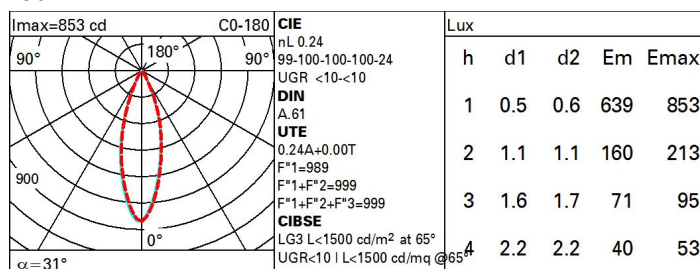 Imax=853 cd C0-180
90° 180° 90°
900
0°
α=31°
CIE
nL 0.24
99-100-100-100-24
UGR <10-<10
DIN
A.61
UTE
0.24A+0.00T
F"1=989
F"1+F"2=999
F"1+F"2+F"3=999
CIBSE
LG3 L<1500 cd/m² at 65°
UGR<10 | L<1500 cd/mq @65°
Lux
h d1 d2 Em Emax
1 0.5 0.6 639 853
2 1.1 1.1 160 213
3 1.6 1.7 71 95
4 2.2 2.2 40 53